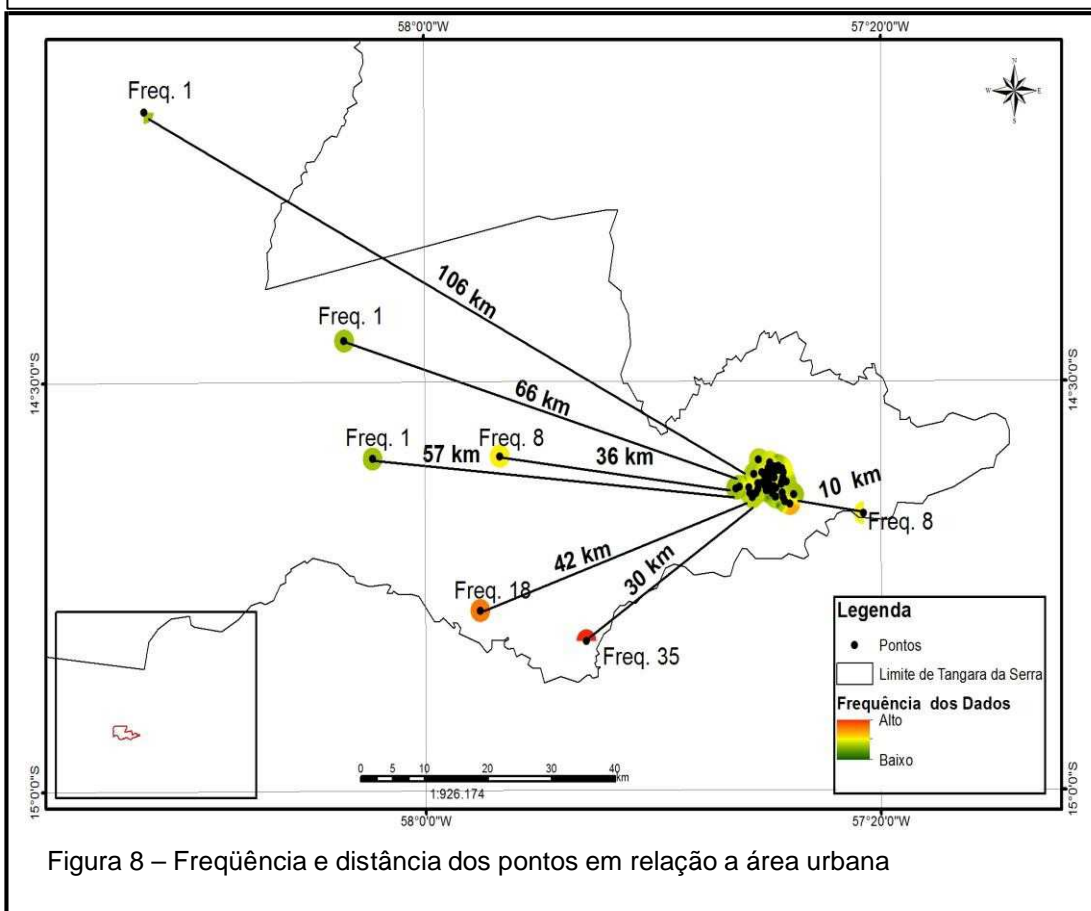 58°0'0"W
57°20'0"W
Freq. 1
N
W
E
S
106 km
Freq. 1
14°30'0"S
14°30'0"S
66 km
Freq. 1
57 km
Freq. 8
36 km
10 km
Freq. 8
42 km
30 km
Freq. 18
Freq. 35
Legenda
Pontos
Limite de Tangara da Serra
Frequência dos Dados
Alto
Baixo
0 5 10 20 30 40
km
1:926.174
15°0'0"S
15°0'0"S
58°0'0"W
57°20'0"W
Figura 8 – Freqüência e distância dos pontos em relação a área urbana